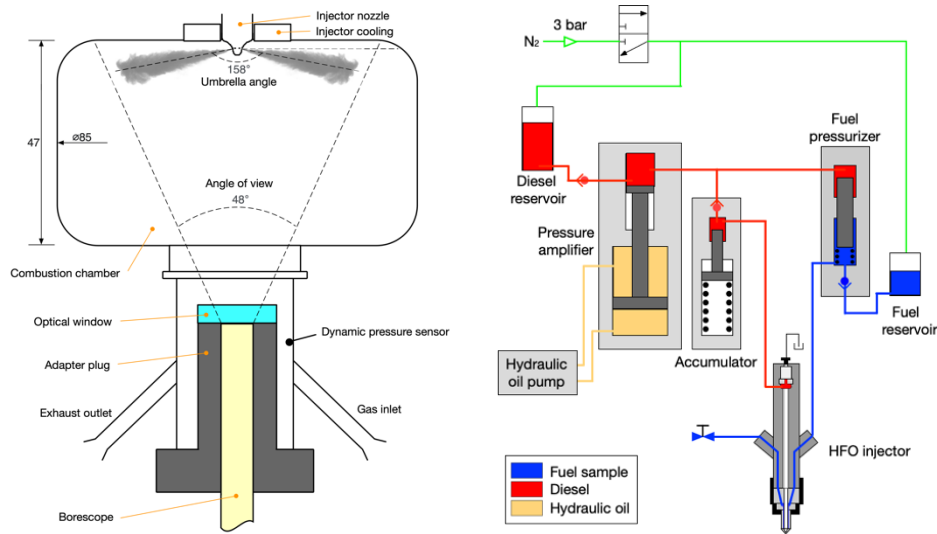 Injector nozzle
Injector cooling
158°
Umbrella angle
47
⌀85
Angle of view
48°
Combustion chamber
Optical window
Dynamic pressure sensor
Adapter plug
Exhaust outlet
Gas inlet
Borescope
3 bar
N₂
Diesel
reservoir
Fuel
pressurizer
Pressure
amplifier
Fuel
reservoir
Accumulator
Hydraulic
oil pump
HFO injector
Fuel sample
Diesel
Hydraulic oil